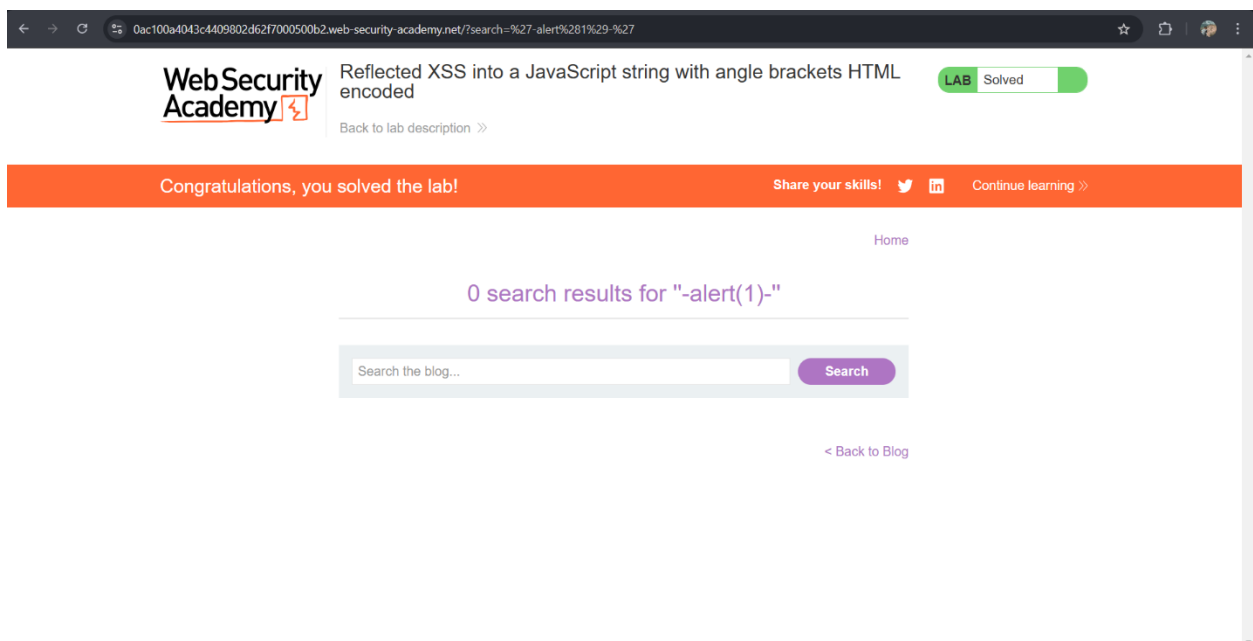 0ac100a4043c4409802d62f7000500b2.web-security-academy.net/?search=%27-alert%281%29-%27
Web Security
Academy
Reflected XSS into a JavaScript string with angle brackets HTML
encoded
Back to lab description »
LAB Solved
Congratulations, you solved the lab!
Share your skills!
in
Continue learning »
Home
0 search results for ''-alert(1)-''
Search the blog...
Search
< Back to Blog